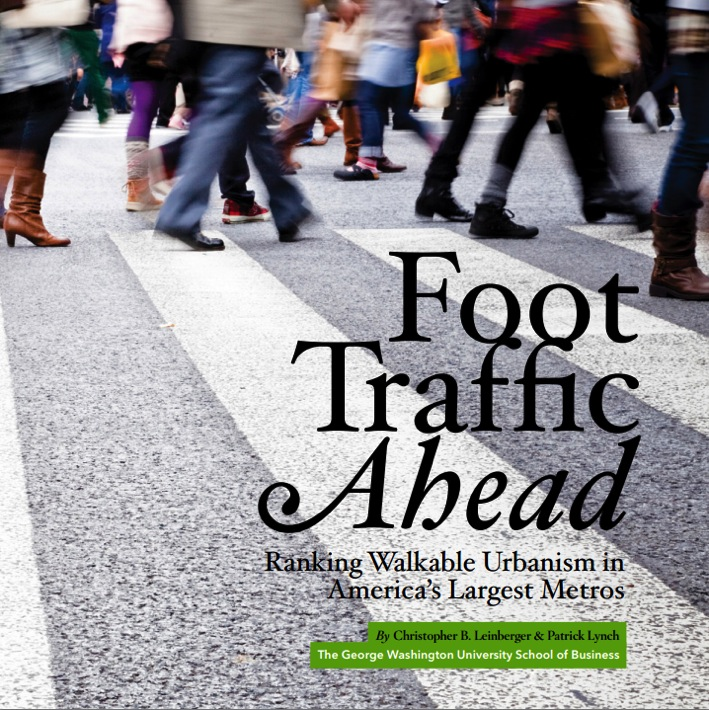 Foot
Traffic
Ahead
Ranking Walkable Urbanism in
America's Largest Metros
By Christopher B. Leinberger & Patrick Lynch
The George Washington University School of Business